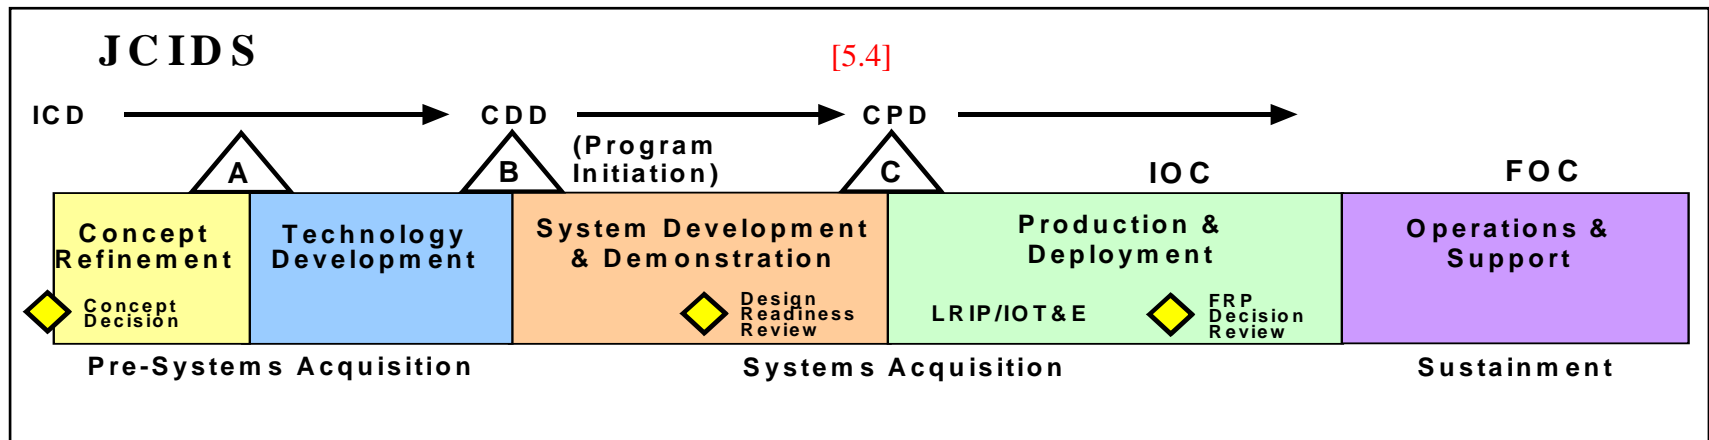 JCIDS
[5.4]
ICD
CDD
CPD
(Program
Initiation)
A
B
C
IOC
FOC
Concept
Refinement
Technology
Development
System Development
& Demonstration
Production &
Deployment
Operations &
Support
Concept
Decision
Design
Readiness
Review
LRIP/IOT&E
FRP
Decision
Review
Pre-Systems Acquisition
Systems Acquisition
Sustainment